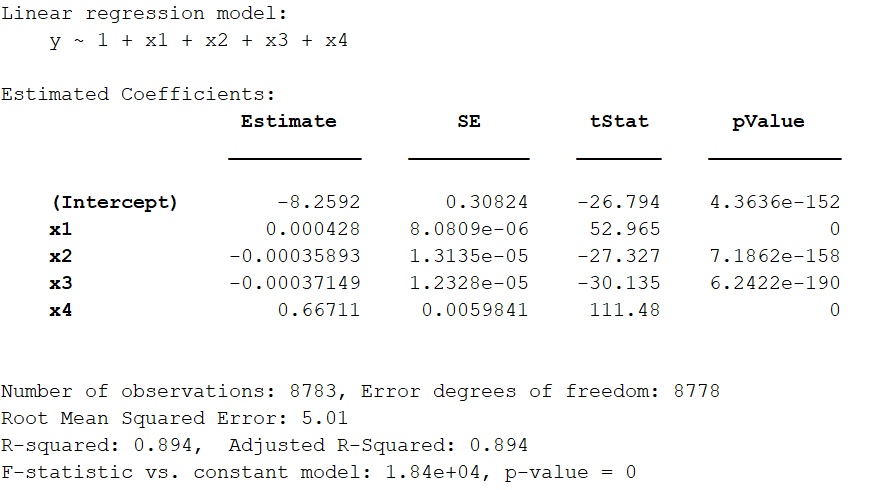 Linear regression model:
y ~ 1 + x1 + x2 + x3 + x4
Estimated Coefficients:
Estimate SE tStat pValue
(Intercept) -8.2592 0.30824 -26.794 4.3636e-152
x1 0.000428 8.0809e-06 52.965 0
x2 -0.00035893 1.3135e-05 -27.327 7.1862e-158
x3 -0.00037149 1.2328e-05 -30.135 6.2422e-190
x4 0.66711 0.0059841 111.48 0
Number of observations: 8783, Error degrees of freedom: 8778
Root Mean Squared Error: 5.01
R-squared: 0.894, Adjusted R-Squared: 0.894
F-statistic vs. constant model: 1.84e+04, p-value = 0